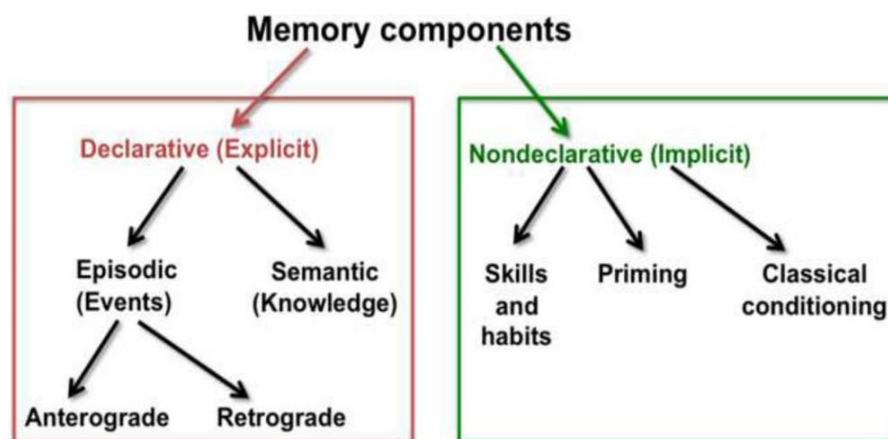 Memory components
Declarative (Explicit)
Nondeclarative (Implicit)
Episodic
(Events)
Semantic
(Knowledge)
Skills
and
habits
Priming
Classical
conditioning
Anterograde
Retrograde